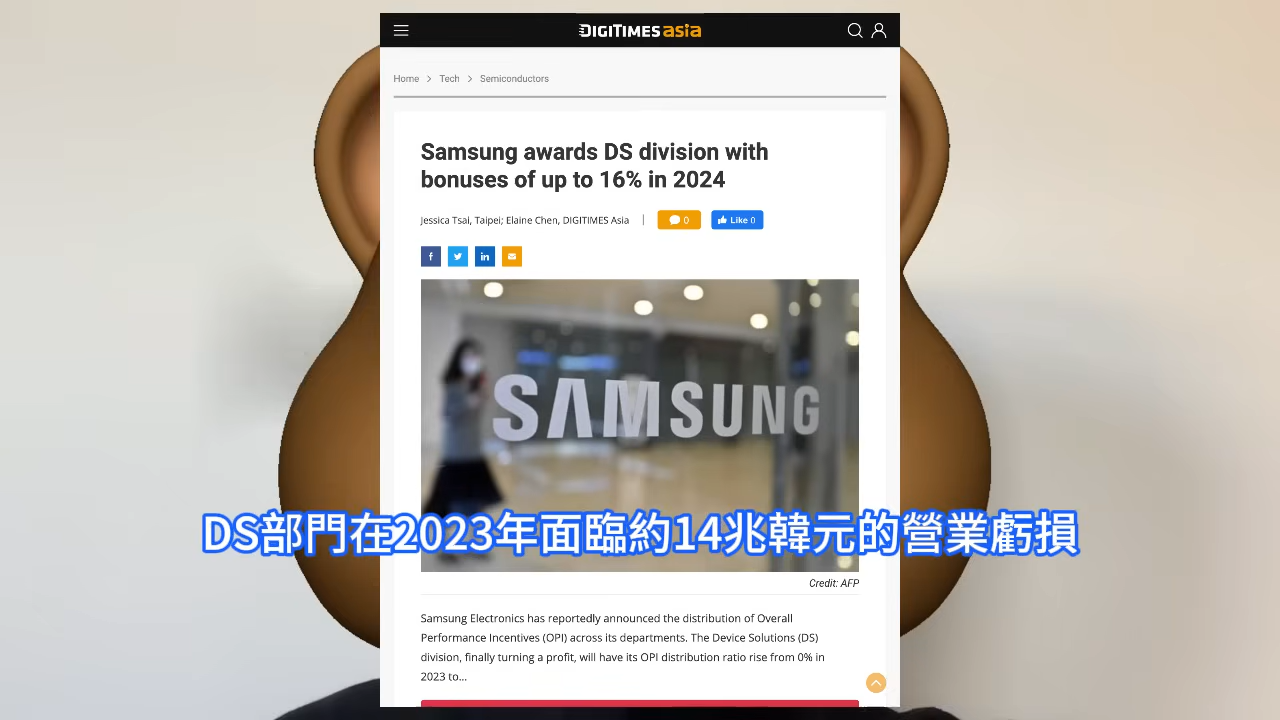 DIGITIMES asia
Home > Tech > Semiconductors
Samsung awards DS division with
bonuses of up to 16% in 2024
Jessica Tsai, Taipei; Elaine Chen, DIGITIMES Asia | 0 Like 0
SAMSUNG
DS部門在2023年面臨約14兆韓元的營業虧損
Credit: AFP
Samsung Electronics has reportedly announced the distribution of Overall
Performance Incentives (OPI) across its departments. The Device Solutions (DS)
division, finally turning a profit, will have its OPI distribution ratio rise from 0% in
2023 to...